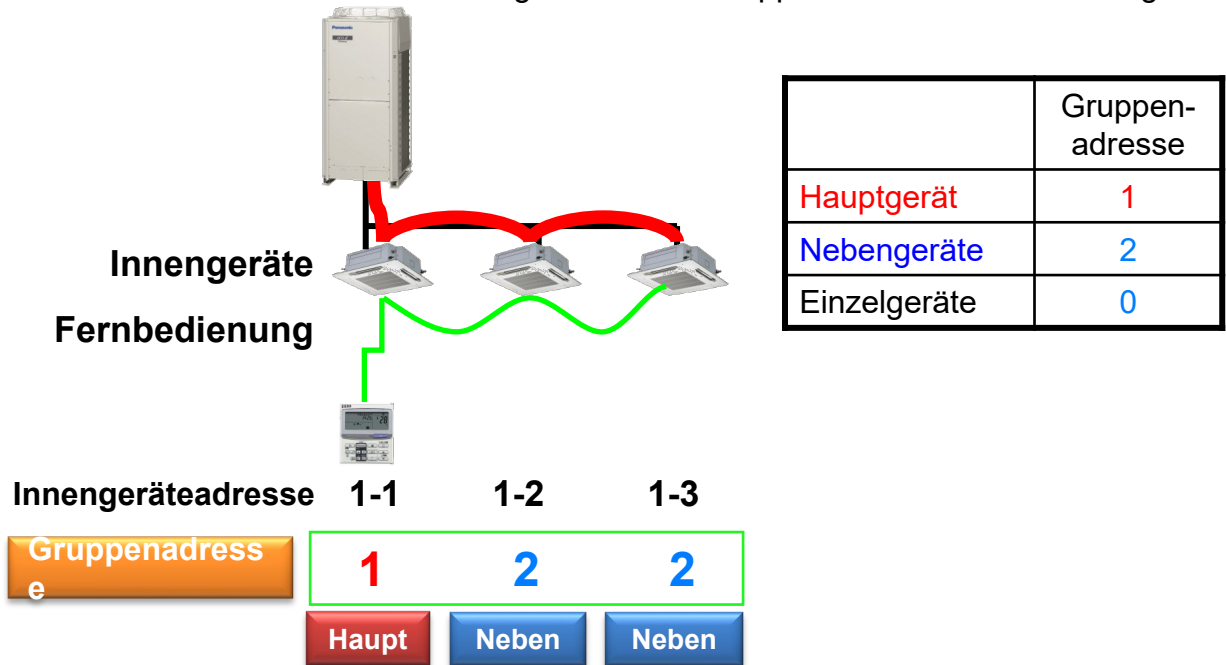 Panasonic
Gruppen-
adresse
Hauptgerät 1
Nebengeräte 2
Einzelgeräte 0
Innengeräte
Fernbedienung
Innengeräteadresse 1-1 1-2 1-3
Gruppenadress
e
1 2 2
Haupt Neben Neben